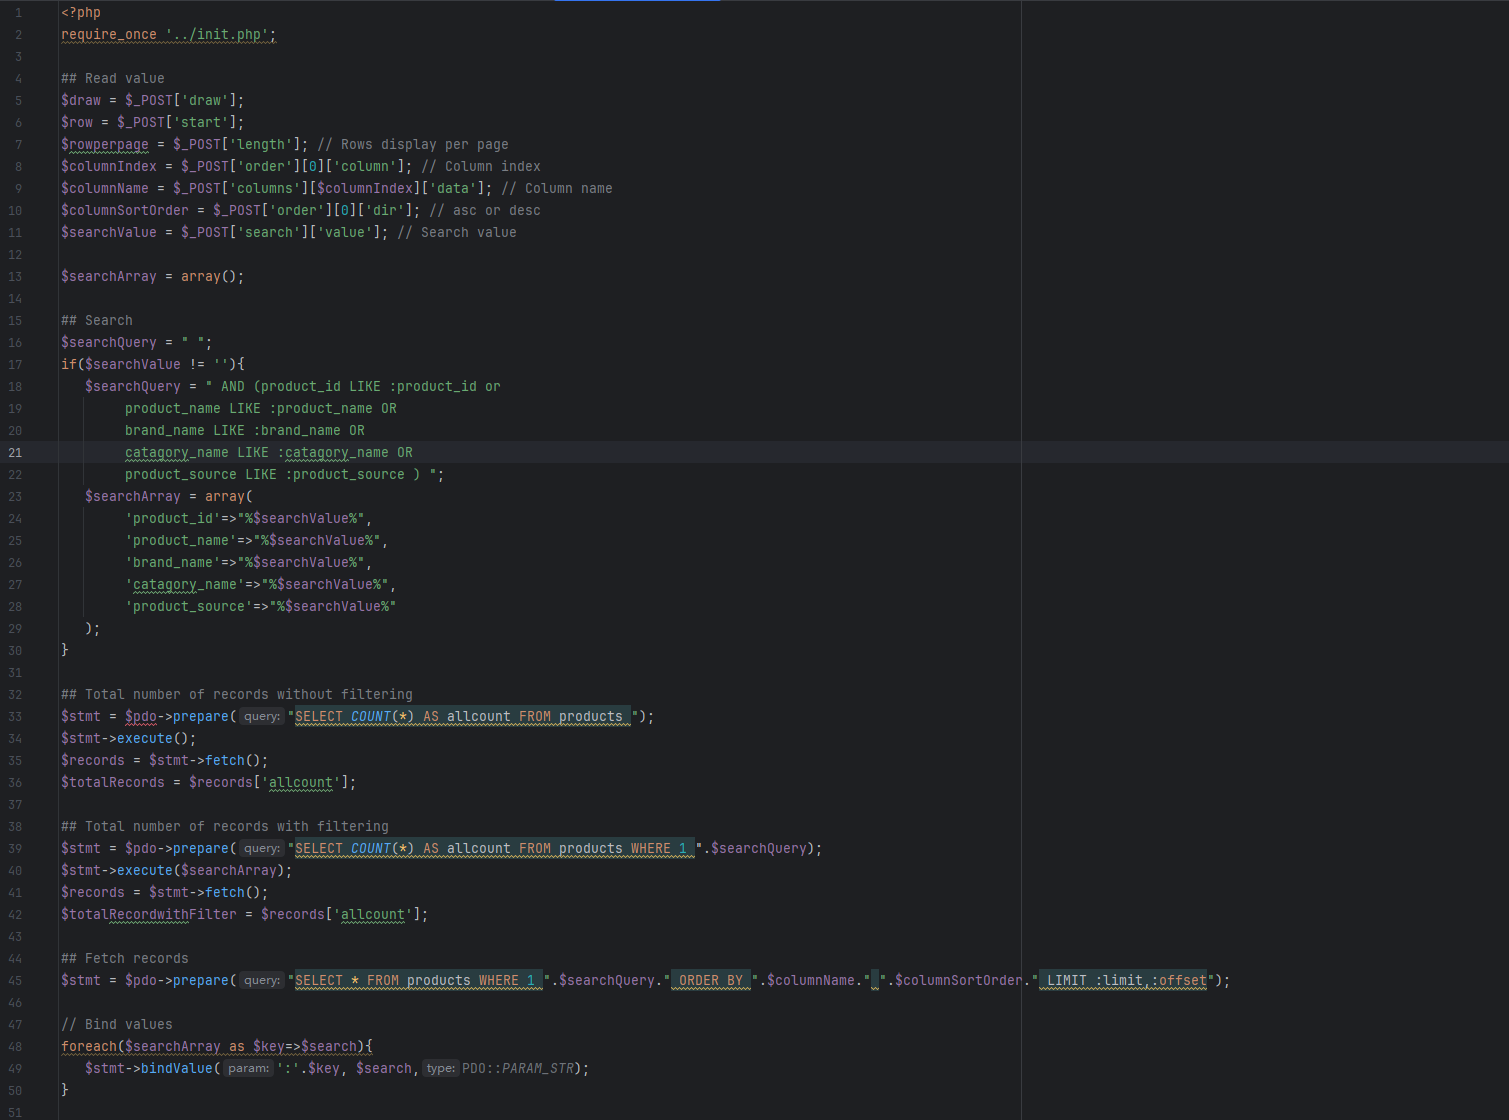 1 <?php
2 require_once '../init.php';
3
4 ## Read value
5 $draw = $_POST['draw'];
6 $row = $_POST['start'];
7 $rowperpage = $_POST['length']; // Rows display per page
8 $columnIndex = $_POST['order'][0]['column']; // Column index
9 $columnName = $_POST['columns'][$columnIndex]['data']; // Column name
10 $columnSortOrder = $_POST['order'][0]['dir']; // asc or desc
11 $searchValue = $_POST['search']['value']; // Search value
12
13 $searchArray = array();
14
15 ## Search
16 $searchQuery = " ";
17 if($searchValue != ''){
18 $searchQuery = " AND (product_id LIKE :product_id or
19 product_name LIKE :product_name OR
20 brand_name LIKE :brand_name OR
21 catagory_name LIKE :catagory_name OR
22 product_source LIKE :product_source ) ";
23 $searchArray = array(
24 'product_id'=>"%$searchValue%",
25 'product_name'=>"%$searchValue%",
26 'brand_name'=>"%$searchValue%",
27 'catagory_name'=>"%$searchValue%",
28 'product_source'=>"%$searchValue%"
29 );
30 }
31
32 ## Total number of records without filtering
33 $stmt = $pdo->prepare( query: "SELECT COUNT(*) AS allcount FROM products ");
34 $stmt->execute();
35 $records = $stmt->fetch();
36 $totalRecords = $records['allcount'];
37
38 ## Total number of records with filtering
39 $stmt = $pdo->prepare( query: "SELECT COUNT(*) AS allcount FROM products WHERE 1 ".$searchQuery);
40 $stmt->execute($searchArray);
41 $records = $stmt->fetch();
42 $totalRecordwithFilter = $records['allcount'];
43
44 ## Fetch records
45 $stmt = $pdo->prepare( query: "SELECT * FROM products WHERE 1 ".$searchQuery." ORDER BY ".$columnName." ".$columnSortOrder." LIMIT :limit,:offset");
46
47 // Bind values
48 foreach($searchArray as $key=>$search){
49 $stmt->bindValue( param: ':'.$key, $search, type: PDO::PARAM_STR);
50 }
51